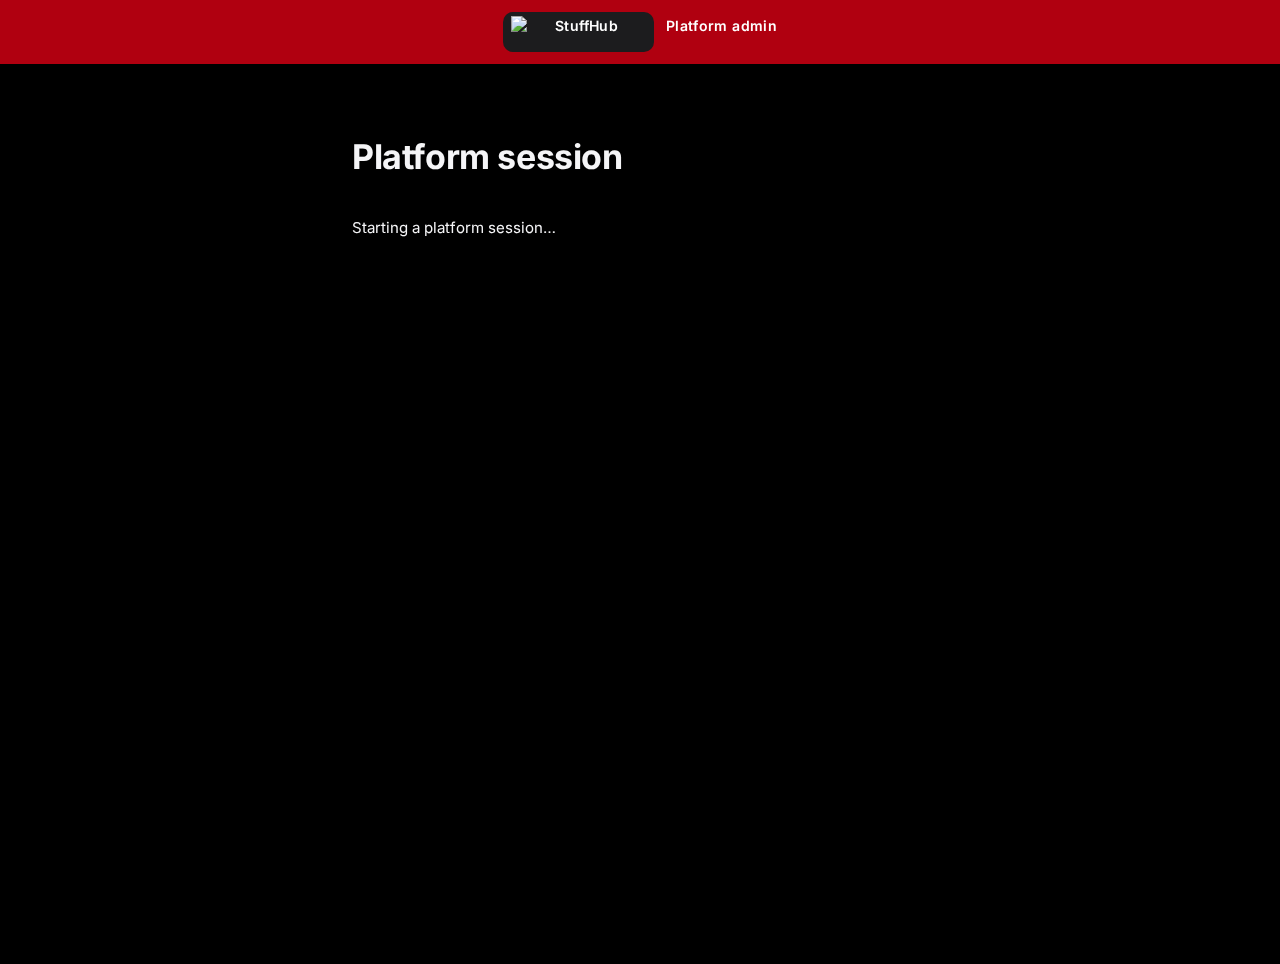 StuffHub Platform admin
Platform session
Starting a platform session…